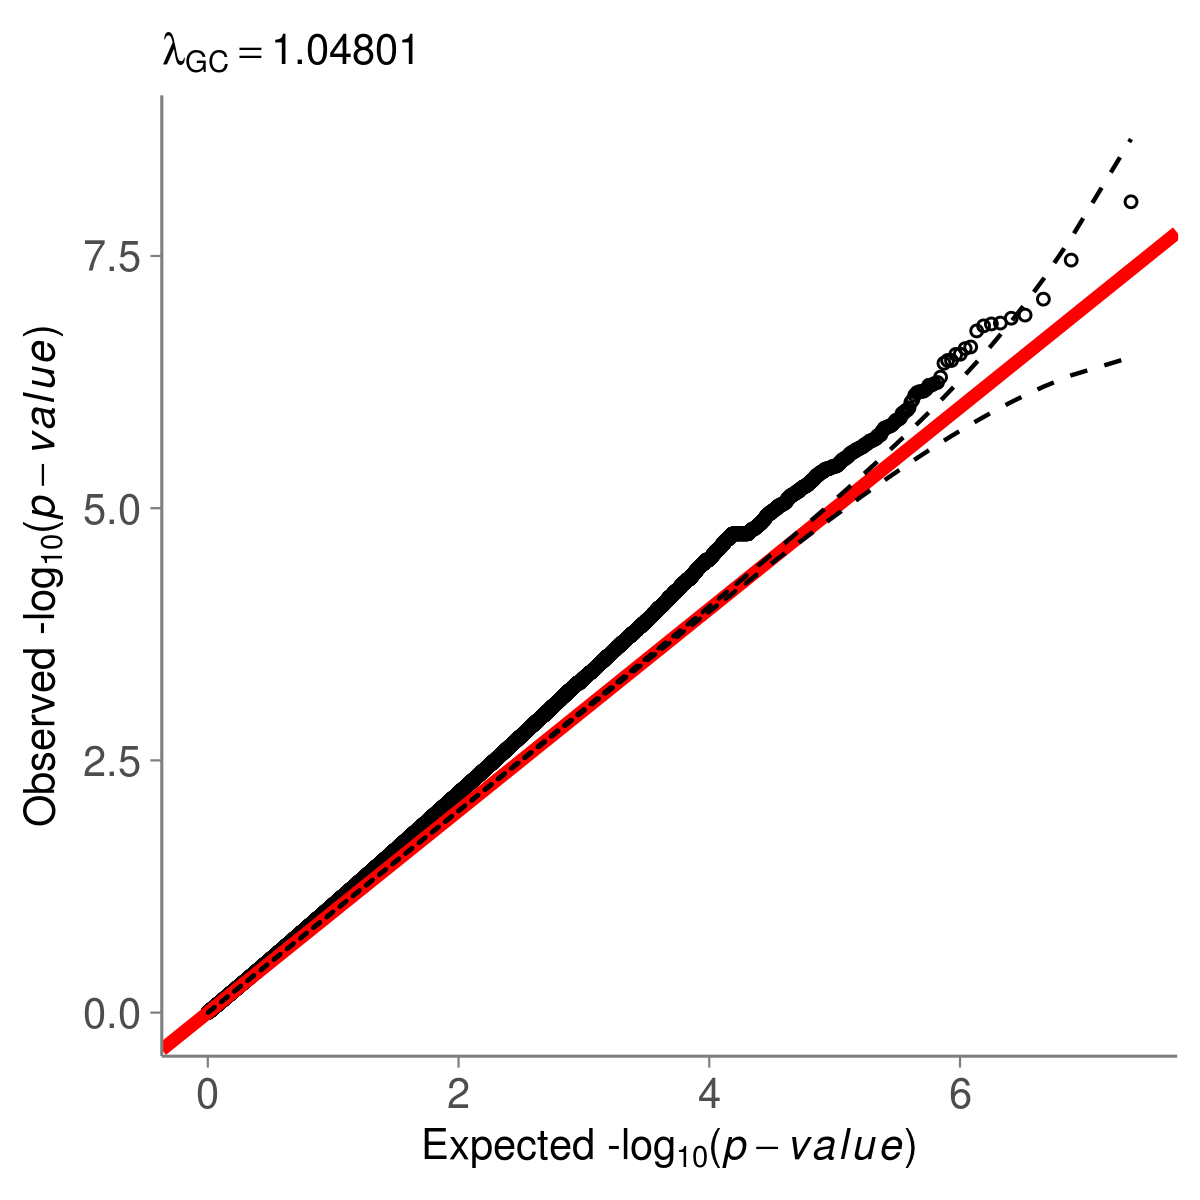 λGC = 1.04801
Observed -log10(p − value)
7.5
5.0
2.5
0.0
0 2 4 6
Expected -log10(p − value)